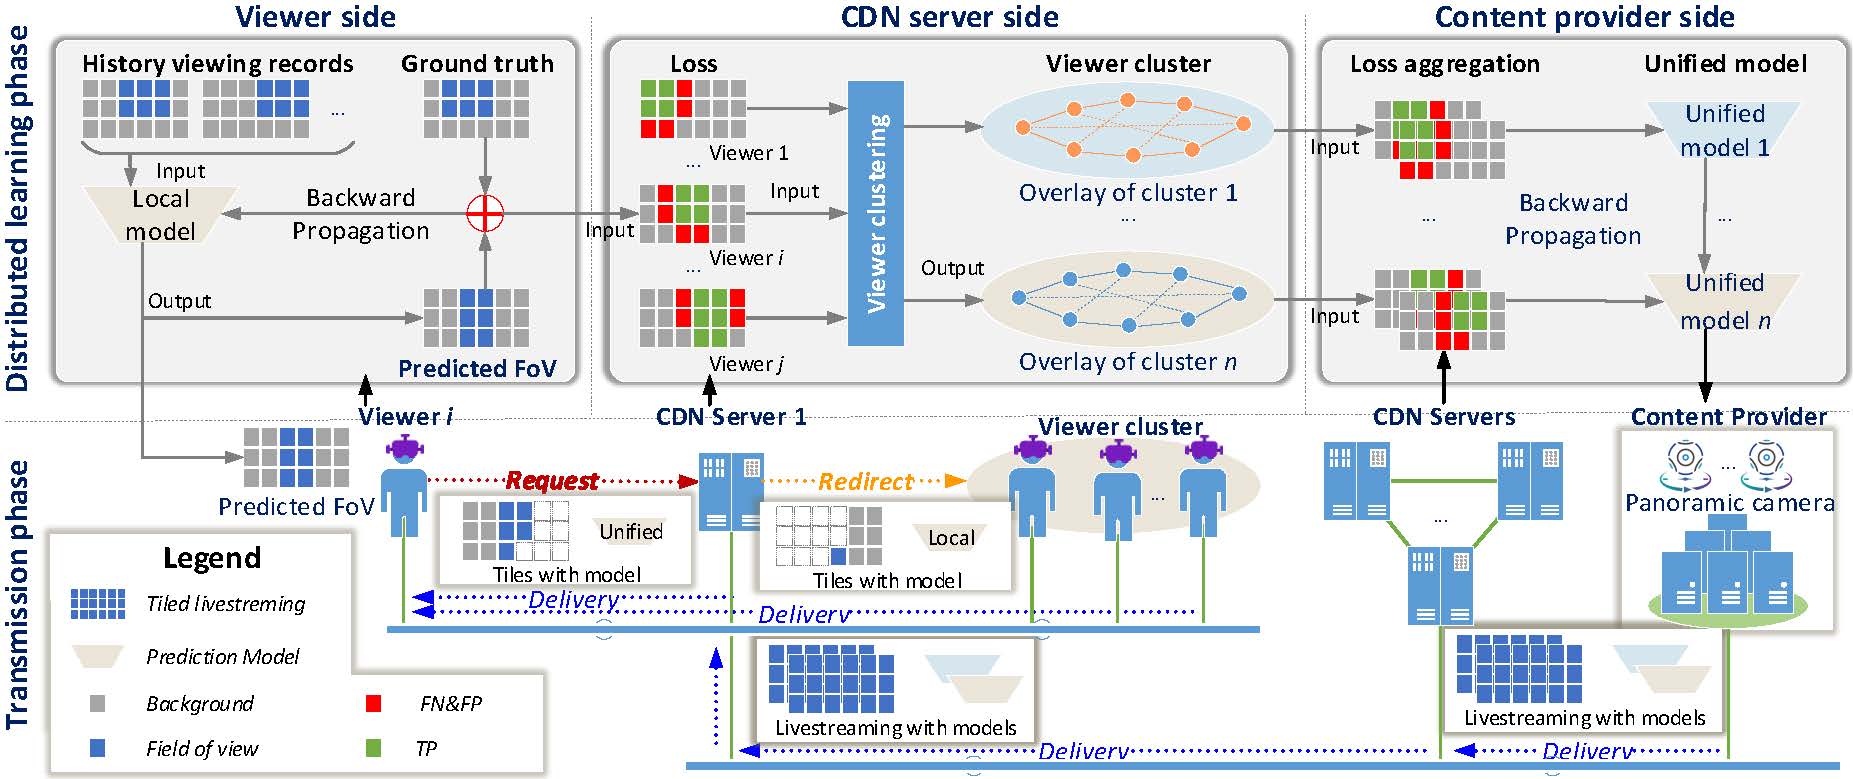 Viewer side
CDN server side
Content provider side
Distributed learning phase
History viewing records
Ground truth
...
Input
Local
model
Backward
Propagation
Output
Predicted FoV
Input
Loss
Viewer 1
...
Input
Viewer i
...
Viewer j
Viewer clustering
Output
Viewer cluster
Overlay of cluster 1
...
Overlay of cluster n
Input
Input
Loss aggregation
Unified model
Unified
model 1
...
Backward
Propagation
...
Unified
model n
Transmission phase
Viewer i
CDN Server 1
Viewer cluster
CDN Servers
Content Provider
Predicted FoV
Request
Redirect
...
Unified
Tiles with model
Local
Tiles with model
Delivery
Delivery
...
...
Panoramic camera
Legend
Tiled livestreming
Prediction Model
Background
Field of view
FN&FP
TP
Livestreaming with models
Livestreaming with models
Delivery
Delivery